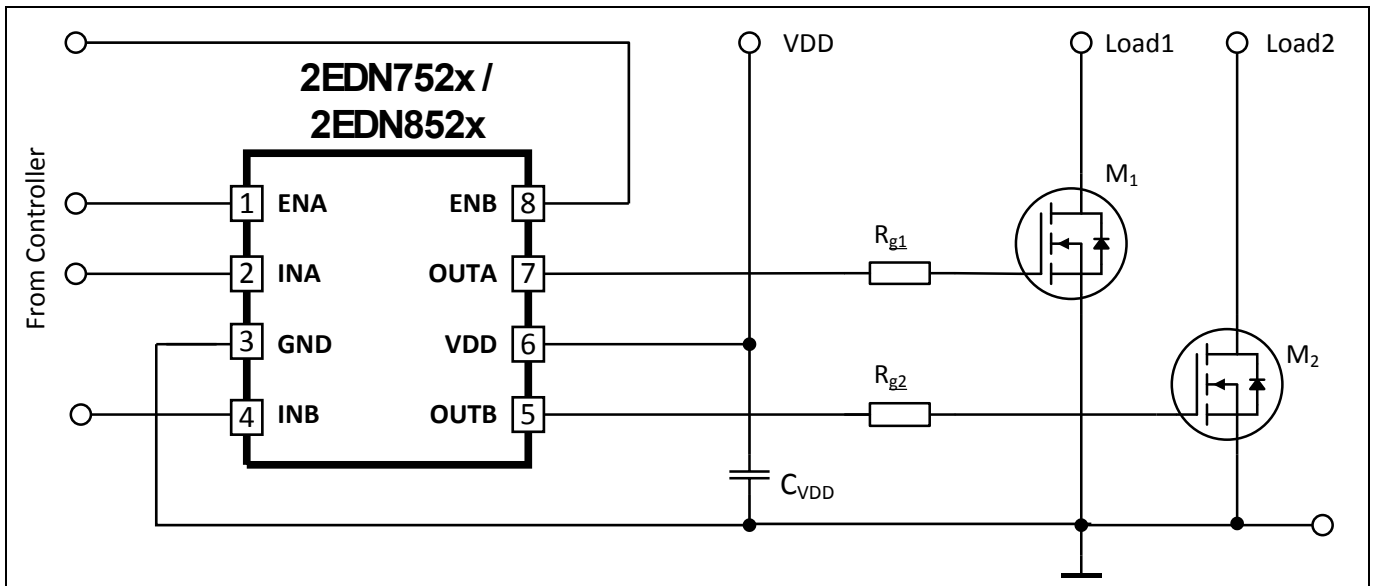 VDD
Load1
Load2
2EDN752x /
2EDN852x
From Controller
M1
1 ENA
ENB 8
Rg1
2 INA
OUTA 7
3 GND
VDD 6
M2
Rg2
4 INB
OUTB 5
CVDD